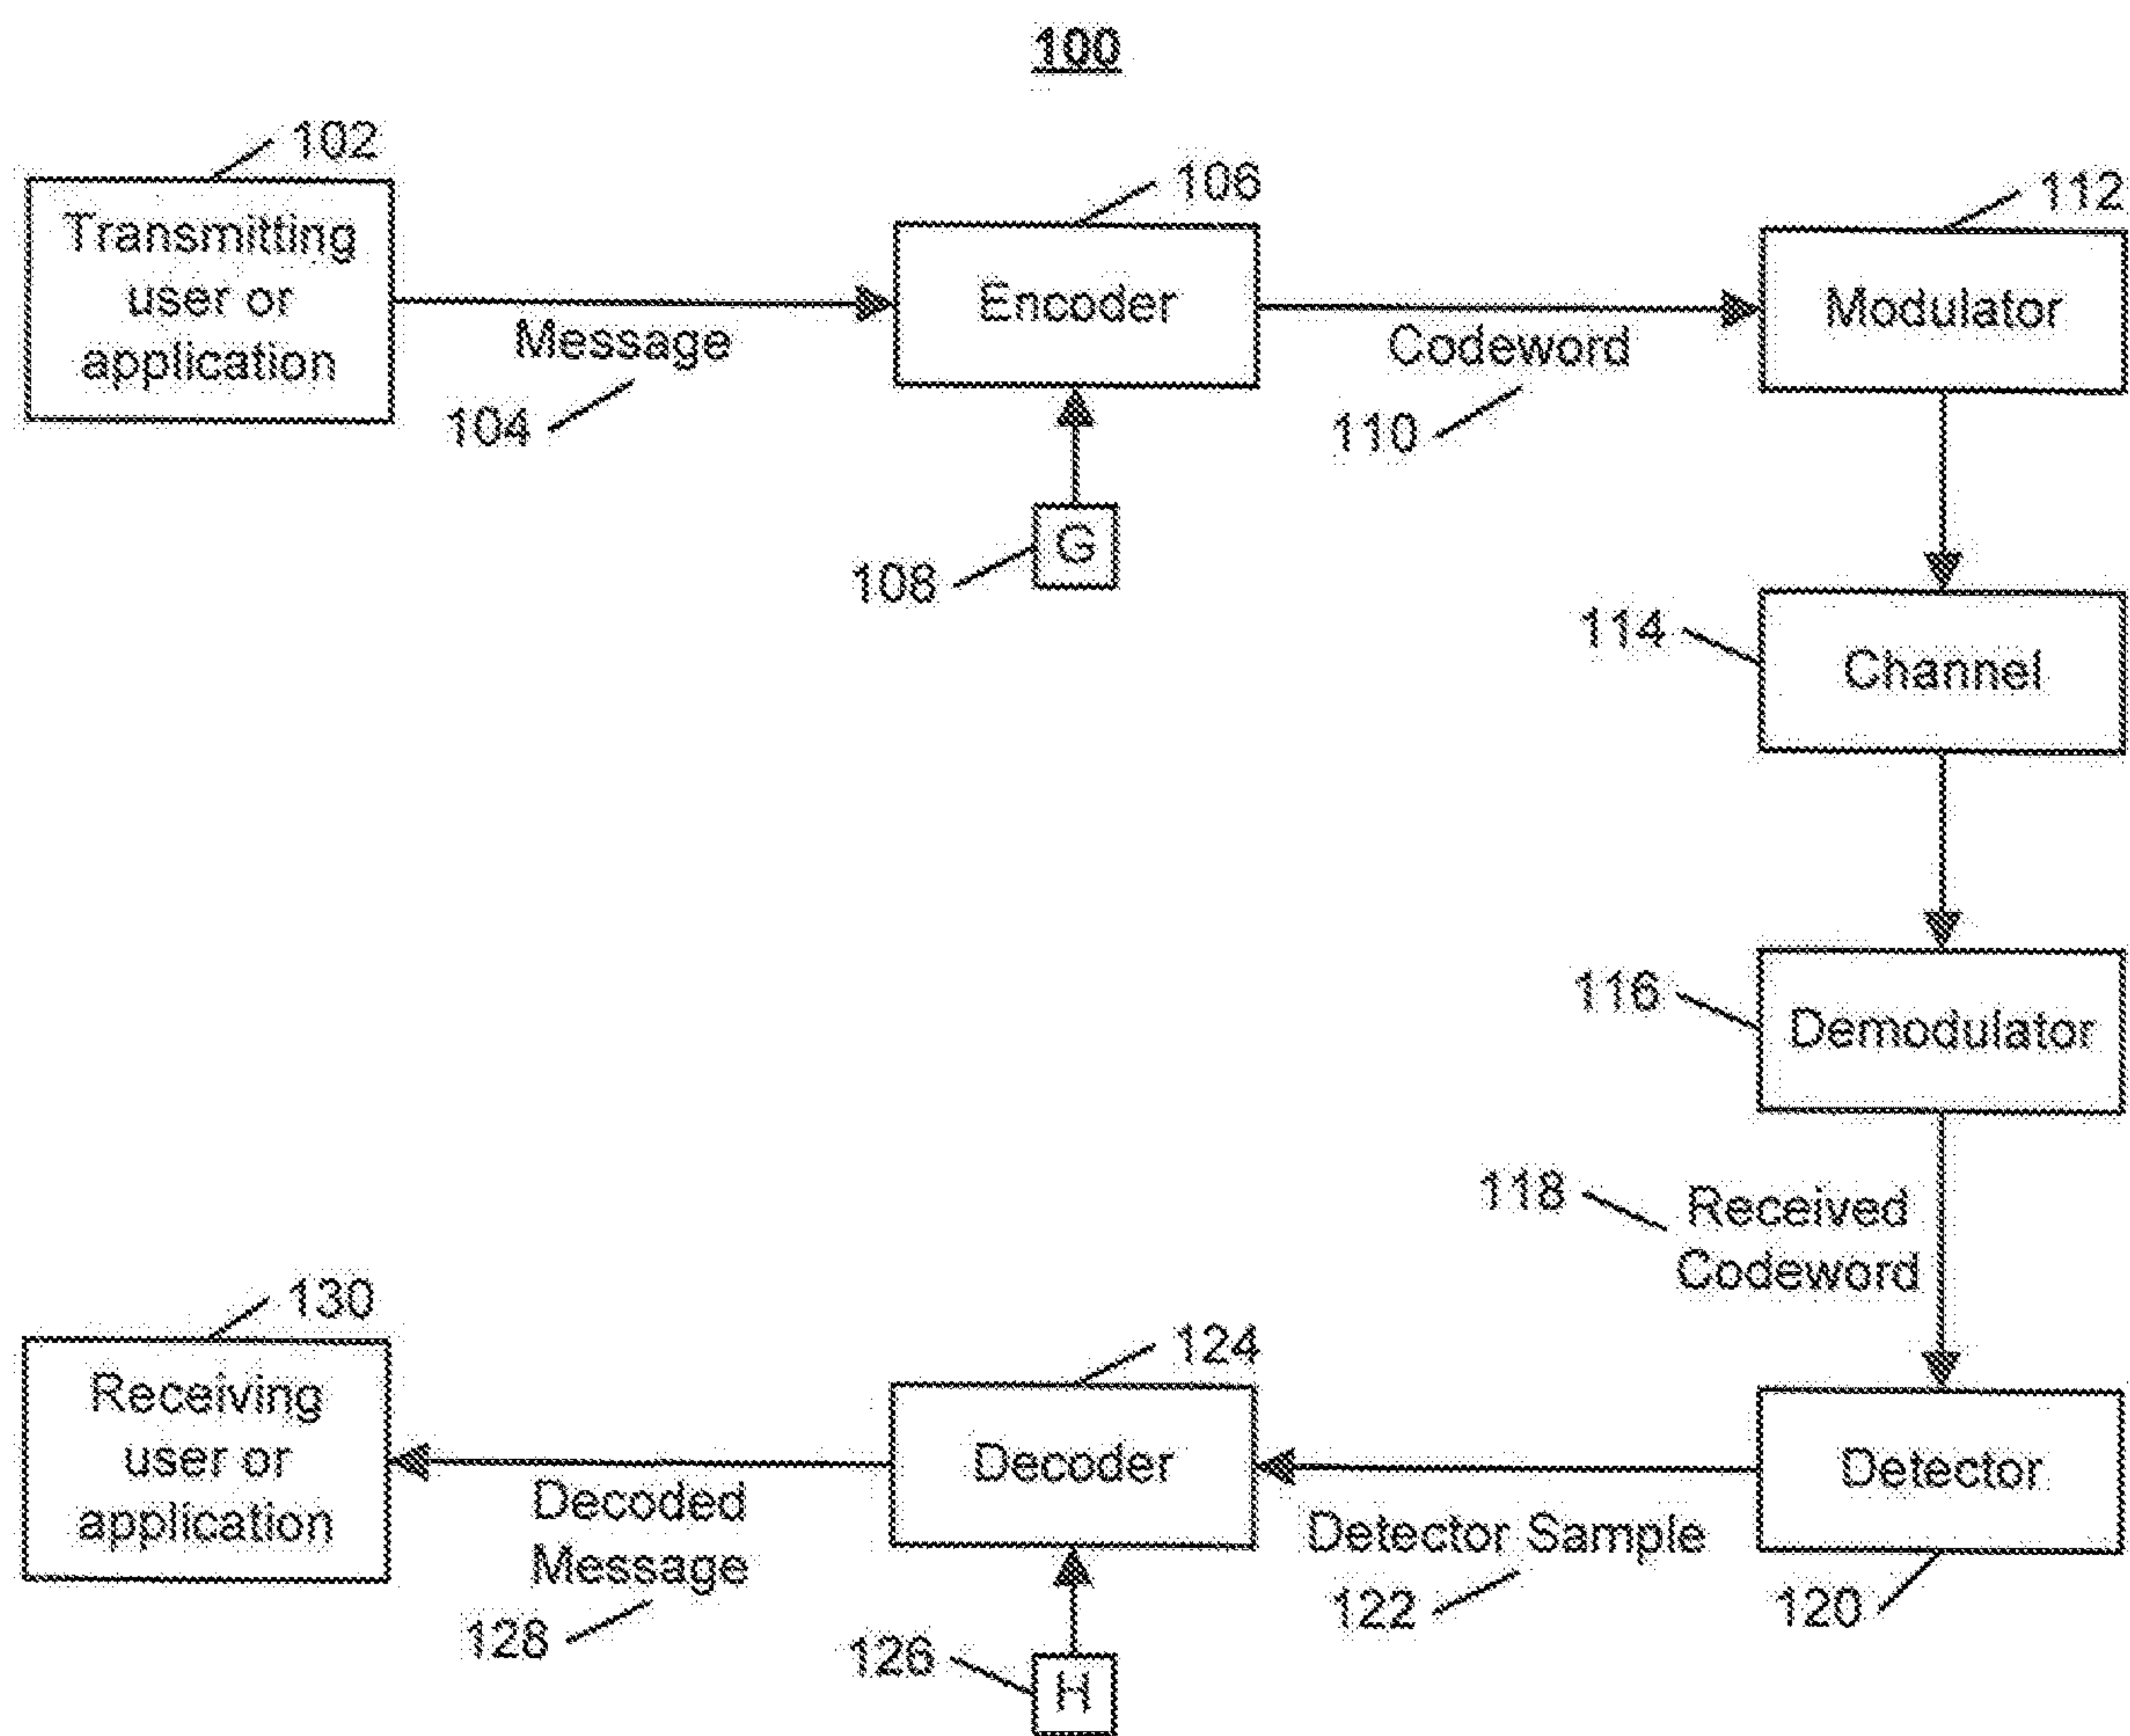 100
102
Transmitting
user or
application
Message
104
106
Encoder
G
108
Codeword
110
112
Modulator
114
Channel
116
Demodulator
118
Received
Codeword
Detector
120
Detector Sample
122
124
Decoder
H
126
Decoded
Message
128
130
Receiving
user or
application